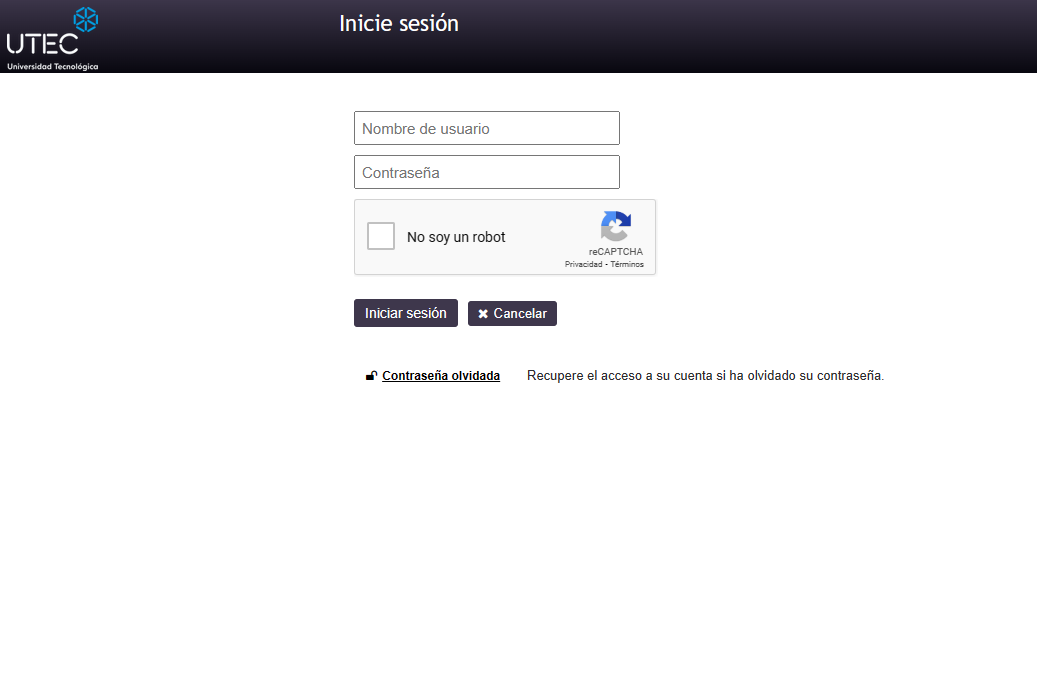 Inicie sesión
UTEC
Universidad Tecnológica
Nombre de usuario
Contraseña
No soy un robot
reCAPTCHA
Privacidad - Términos
Iniciar sesión
Cancelar
Contraseña olvidada
Recupere el acceso a su cuenta si ha olvidado su contraseña.